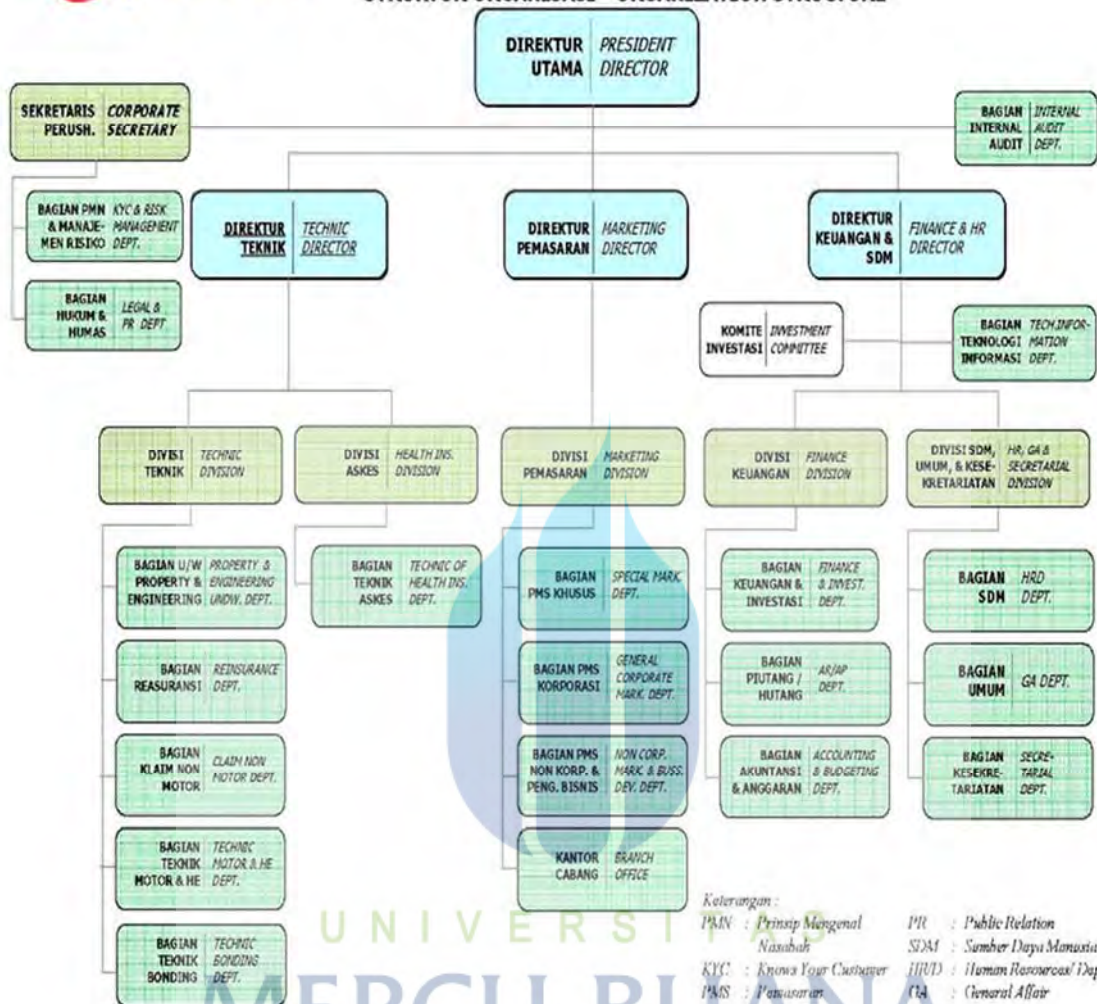 DIREKTUR UTAMA
PRESIDENT DIRECTOR
SEKRETARIS PERUSH.
CORPORATE SECRETARY
BAGIAN INTERNAL AUDIT
INTERNAL AUDIT DEPT.
BAGIAN PMN & MANAJE-MEN RISIKO
KYC & RISK MANAGEMENT DEPT.
BAGIAN HUKUM & HUMAS
LEGAL & PR DEPT
DIREKTUR TEKNIK
TECHNIC DIRECTOR
DIREKTUR PEMASARAN
MARKETING DIRECTOR
DIREKTUR KEUANGAN & SDM
FINANCE & HR DIRECTOR
KOMITE INVESTASI
INVESTMENT COMMITTEE
BAGIAN TEKNOLOGI INFORMASI
TECH.INFOR-MATION DEPT.
DIVISI TEKNIK
TECHNIC DIVISION
DIVISI ASKES
HEALTH INS. DIVISION
DIVISI PEMASARAN
MARKETING DIVISION
DIVISI KEUANGAN
FINANCE DIVISION
DIVISI SDM, UMUM, & KESE-KRETARIATAN
HR, GA & SECRETARIAL DIVISION
BAGIAN U/W PROPERTY & ENGINEERING
PROPERTY & ENGINEERING UNDW. DEPT.
BAGIAN TEKNIK ASKES
TECHNIC OF HEALTH INS. DEPT.
BAGIAN PMS KHUSUS
SPECIAL MARK. DEPT.
BAGIAN KEUANGAN & INVESTASI
FINANCE & INVEST. DEPT.
BAGIAN SDM
HRD DEPT.
BAGIAN REASURANSI
REINSURANCE DEPT.
BAGIAN PMS KORPORASI
GENERAL CORPORATE MARK. DEPT.
BAGIAN PIUTANG / HUTANG
AR/AP DEPT.
BAGIAN UMUM
GA DEPT.
BAGIAN KLAIM NON MOTOR
CLAIM NON MOTOR DEPT.
BAGIAN PMS NON KORP. & PENG. BISNIS
NON CORP. MARK. & BUSS. DEV. DEPT.
BAGIAN AKUNTANSI & ANGGARAN
ACCOUNTING & BUDGETING DEPT.
BAGIAN KESEKRE-TARIATAN
SECRE-TARIAL DEPT.
BAGIAN TEKNIK MOTOR & HE
TECHNIC MOTOR & HE DEPT.
KANTOR CABANG
BRANCH OFFICE
BAGIAN TEKNIK BONDING
TECHNIC BONDING DEPT.
Keterangan :
PMN : Prinsip Mengenal Nasabah
KYC : Knows Your Custumer
PMS : Pemasaran
PR : Public Relation
SDM : Sumber Daya Manusia
GA : General Affair
UNIVERSITAS
MERCU BUANA